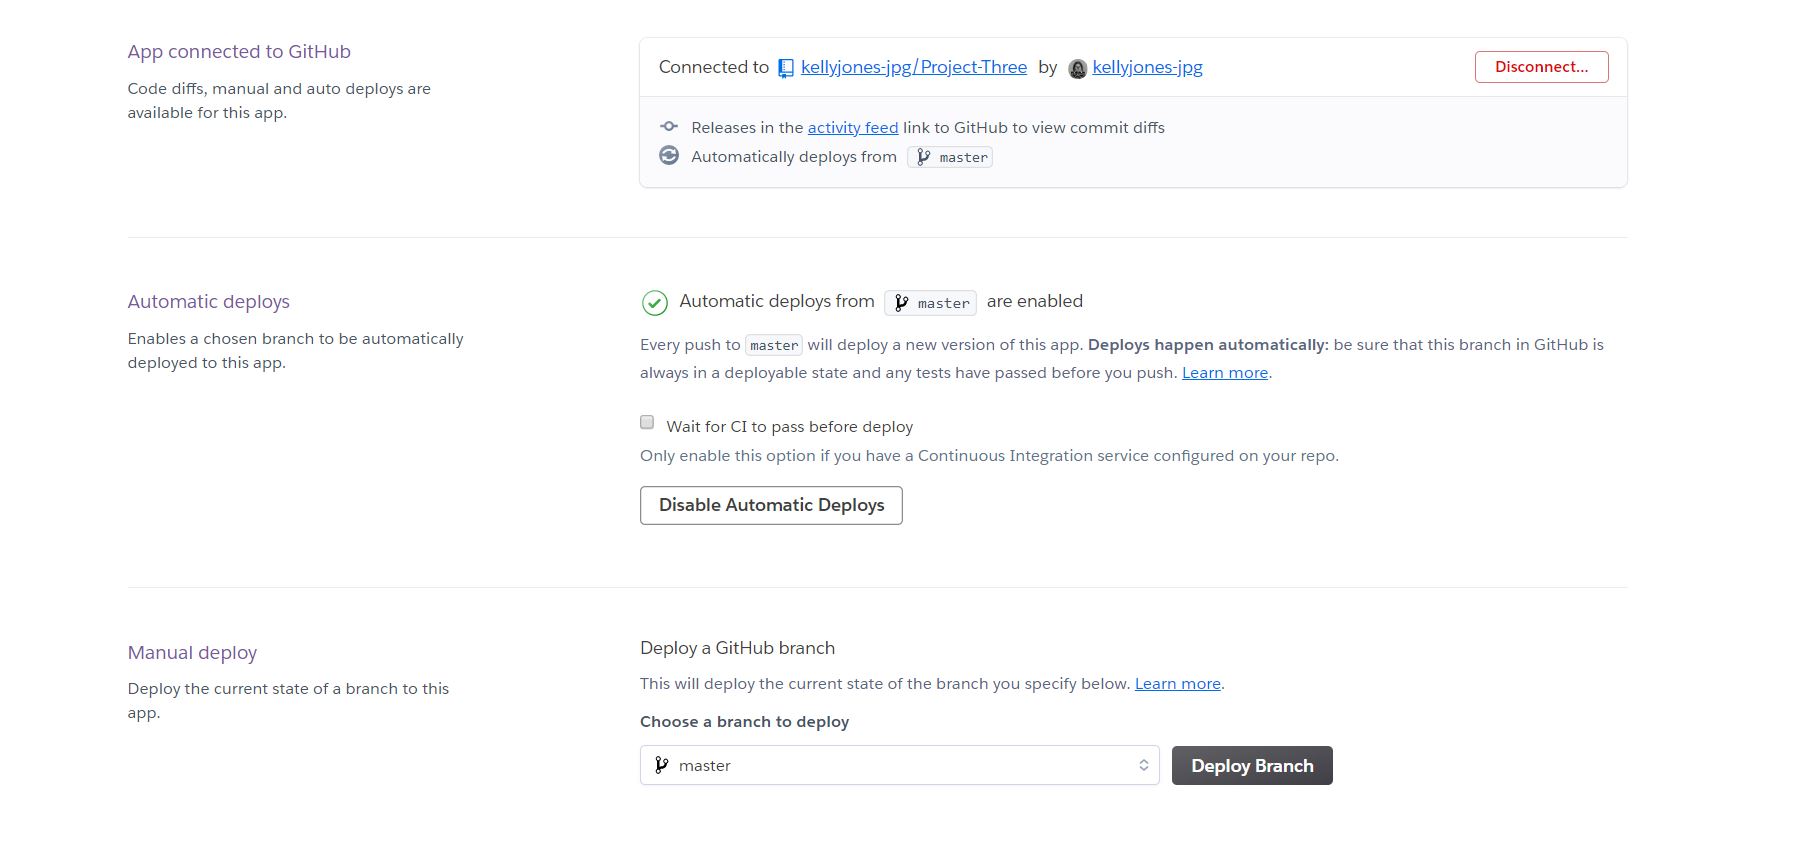 App connected to GitHub
Code diffs, manual and auto deploys are
available for this app.
Connected to kellyjones-jpg/Project-Three by kellyjones-jpg
Disconnect...
Releases in the activity feed link to GitHub to view commit diffs
Automatically deploys from master
Automatic deploys
Enables a chosen branch to be automatically
deployed to this app.
Automatic deploys from master are enabled
Every push to master will deploy a new version of this app. Deploys happen automatically: be sure that this branch in GitHub is
always in a deployable state and any tests have passed before you push. Learn more.
Wait for CI to pass before deploy
Only enable this option if you have a Continuous Integration service configured on your repo.
Disable Automatic Deploys
Manual deploy
Deploy the current state of a branch to this
app.
Deploy a GitHub branch
This will deploy the current state of the branch you specify below. Learn more.
Choose a branch to deploy
master
Deploy Branch